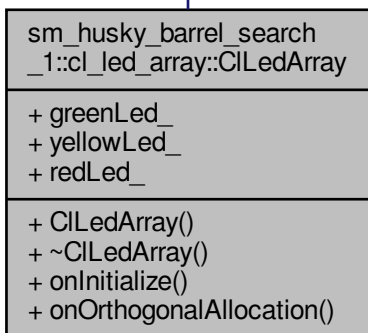 sm_husky_barrel_search
_1::cl_led_array::ClLedArray
+ greenLed_
+ yellowLed_
+ redLed_
+ ClLedArray()
+ ~ClLedArray()
+ onInitialize()
+ onOrthogonalAllocation()